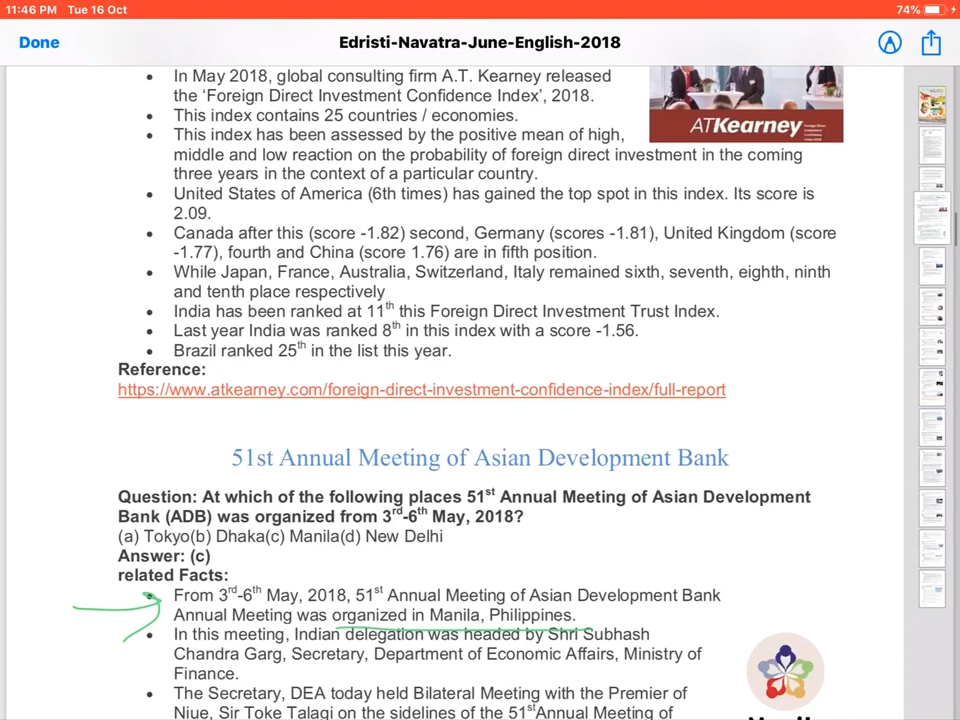 11:46 PM Tue 16 Oct 74%
Done Edristi-Navatra-June-English-2018
• In May 2018, global consulting firm A.T. Kearney released
the ‘Foreign Direct Investment Confidence Index’, 2018.
• This index contains 25 countries / economies.
• This index has been assessed by the positive mean of high,
middle and low reaction on the probability of foreign direct investment in the coming
three years in the context of a particular country.
ATKearney
• United States of America (6th times) has gained the top spot in this index. Its score is
2.09.
• Canada after this (score -1.82) second, Germany (scores -1.81), United Kingdom (score
-1.77), fourth and China (score 1.76) are in fifth position.
• While Japan, France, Australia, Switzerland, Italy remained sixth, seventh, eighth, ninth
and tenth place respectively
• India has been ranked at 11th this Foreign Direct Investment Trust Index.
• Last year India was ranked 8th in this index with a score -1.56.
• Brazil ranked 25th in the list this year.
Reference:
https://www.atkearney.com/foreign-direct-investment-confidence-index/full-report
51st Annual Meeting of Asian Development Bank
Question: At which of the following places 51st Annual Meeting of Asian Development
Bank (ADB) was organized from 3rd-6th May, 2018?
(a) Tokyo(b) Dhaka(c) Manila(d) New Delhi
Answer: (c)
related Facts:
• From 3rd-6th May, 2018, 51st Annual Meeting of Asian Development Bank
Annual Meeting was organized in Manila, Philippines.
• In this meeting, Indian delegation was headed by Shri Subhash
Chandra Garg, Secretary, Department of Economic Affairs, Ministry of
Finance.
• The Secretary, DEA today held Bilateral Meeting with the Premier of
Niue, Sir Toke Talagi on the sidelines of the 51st Annual Meeting of